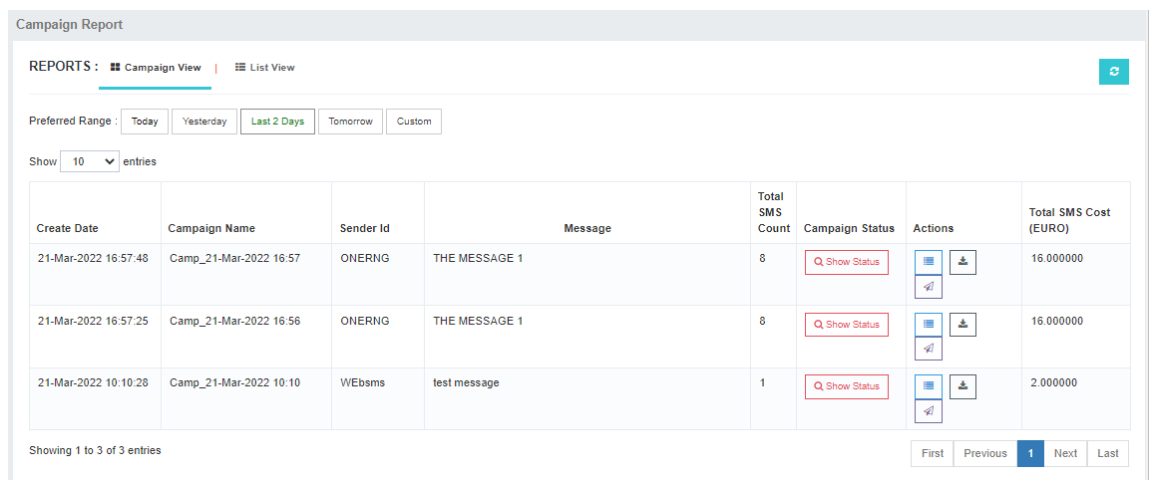 Campaign Report
REPORTS : Campaign View | List View
Preferred Range : Today Yesterday Last 2 Days Tomorrow Custom
Show 10 entries
Create Date Campaign Name Sender Id Message Total SMS Count Campaign Status Actions Total SMS Cost (EURO)
21-Mar-2022 16:57:48 Camp_21-Mar-2022 16:57 ONERNG THE MESSAGE 1 8 Show Status 16.000000
21-Mar-2022 16:57:25 Camp_21-Mar-2022 16:56 ONERNG THE MESSAGE 1 8 Show Status 16.000000
21-Mar-2022 10:10:28 Camp_21-Mar-2022 10:10 WEbsms test message 1 Show Status 2.000000
Showing 1 to 3 of 3 entries
First Previous 1 Next Last